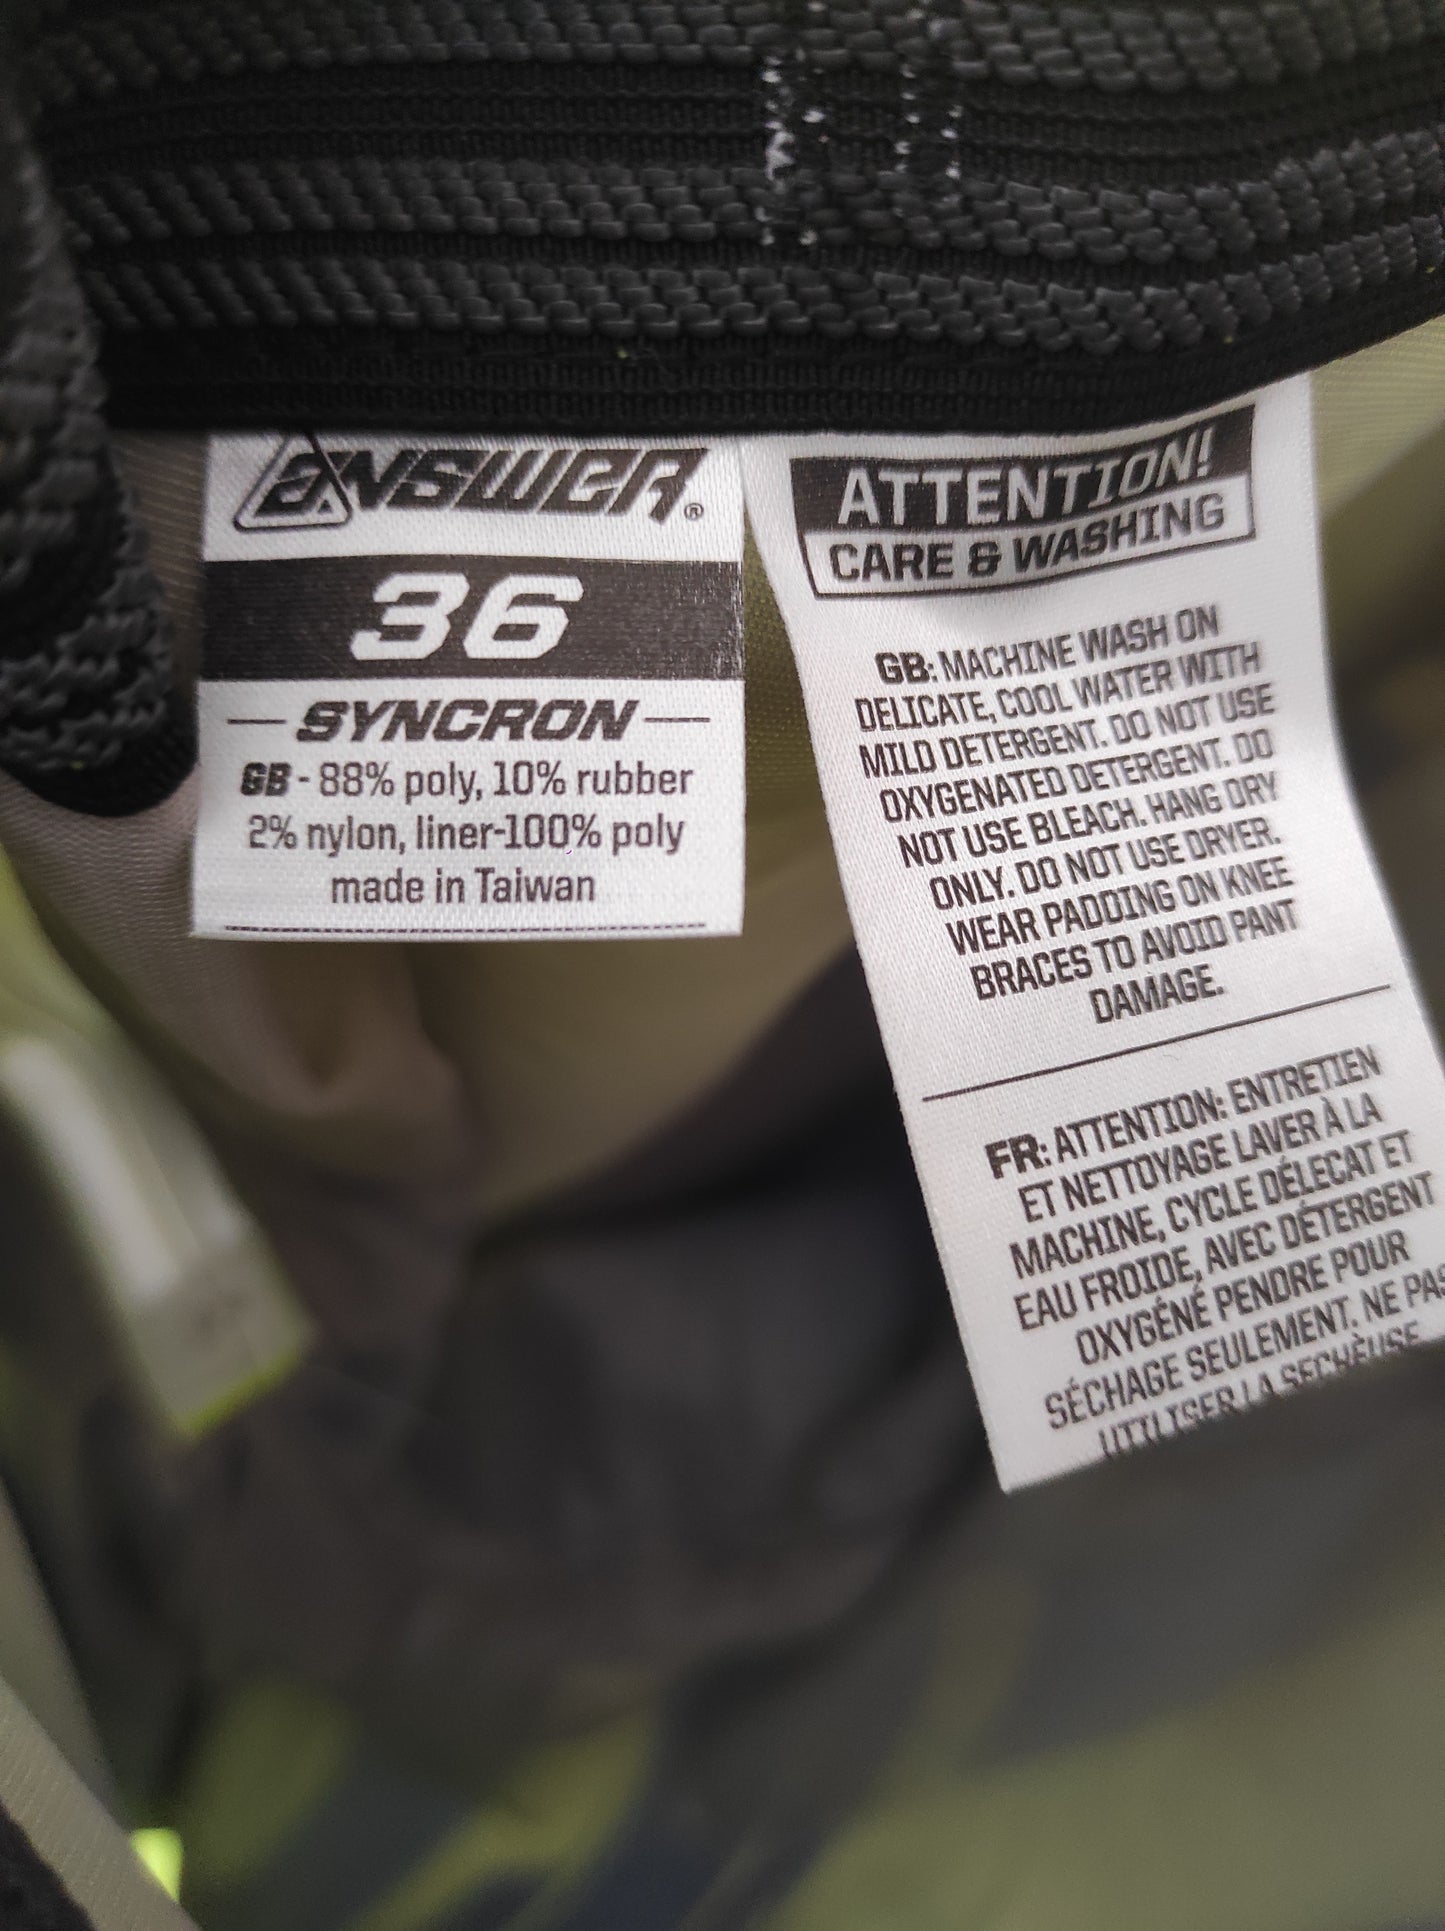 ANSWER®
36
SYNCRON
GB - 88% poly, 10% rubber
2% nylon, liner-100% poly
made in Taiwan
ATTENTION!
CARE & WASHING
GB: MACHINE WASH ON
DELICATE, COOL WATER WITH
MILD DETERGENT. DO NOT USE
OXYGENATED DETERGENT. DO
NOT USE BLEACH. HANG DRY
ONLY. DO NOT USE DRYER.
WEAR PADDING ON KNEE
BRACES TO AVOID PANT
DAMAGE.
FR: ATTENTION: ENTRETIEN
ET NETTOYAGE LAVER À LA
MACHINE, CYCLE DÉLECAT ET
EAU FROIDE, AVEC DÉTERGENT
OXYGÉNÉ PENDRE POUR
SÉCHAGE SEULEMENT. NE PAS
UTILISER LA SECHÈUSE